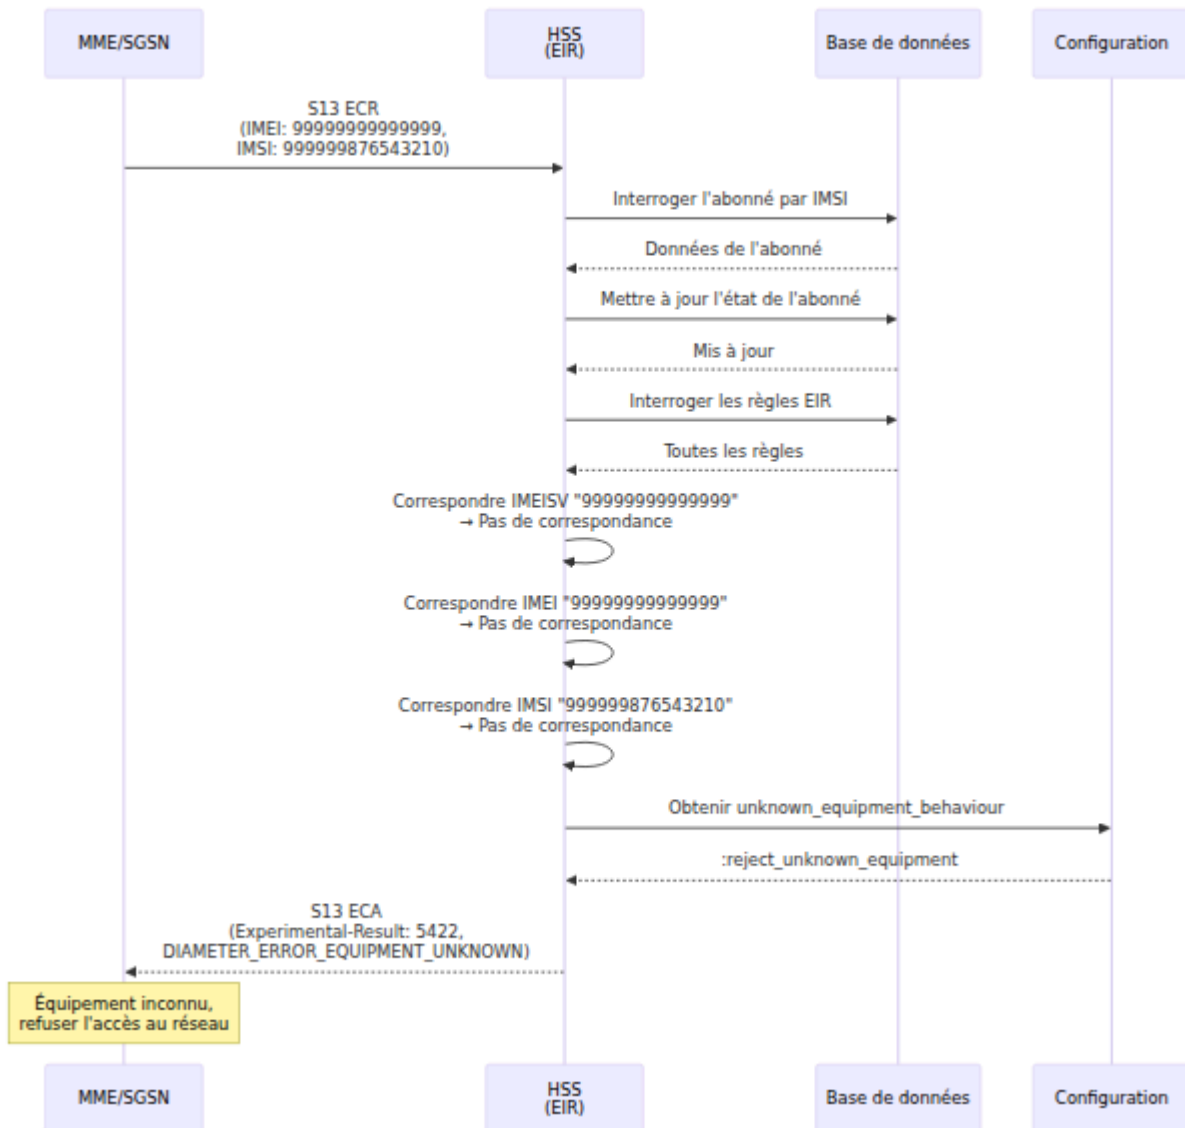 MME/SGSN
HSS
(EIR)
Base de données
Configuration
S13 ECR
(IMEI: 99999999999999,
IMSI: 999999876543210)
Interroger l'abonné par IMSI
Données de l'abonné
Mettre à jour l'état de l'abonné
Mis à jour
Interroger les règles EIR
Toutes les règles
Correspondre IMEISV "99999999999999"
→ Pas de correspondance
Correspondre IMEI "99999999999999"
→ Pas de correspondance
Correspondre IMSI "999999876543210"
→ Pas de correspondance
Obtenir unknown_equipment_behaviour
:reject_unknown_equipment
S13 ECA
(Experimental-Result: 5422,
DIAMETER_ERROR_EQUIPMENT_UNKNOWN)
Équipement inconnu,
refuser l'accès au réseau
MME/SGSN
HSS
(EIR)
Base de données
Configuration